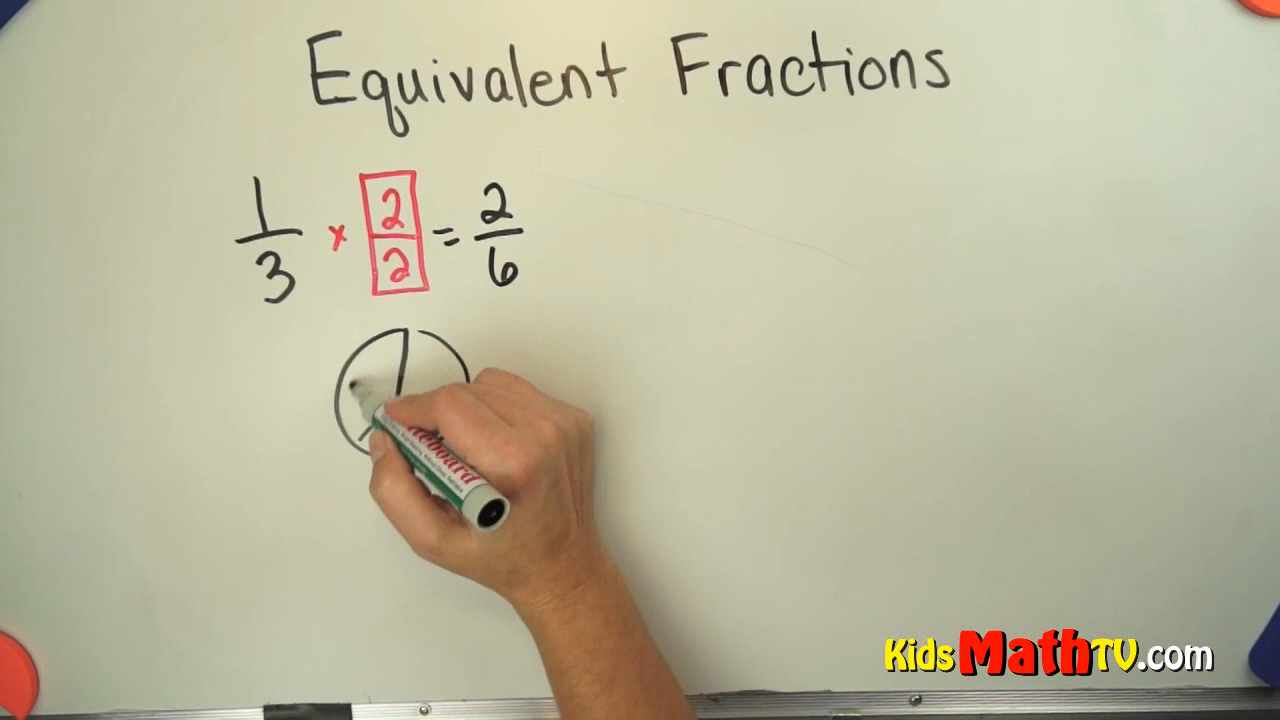 Equivalent Fractions
1/3 × 2/2 = 2/6
KidsMathTV.com